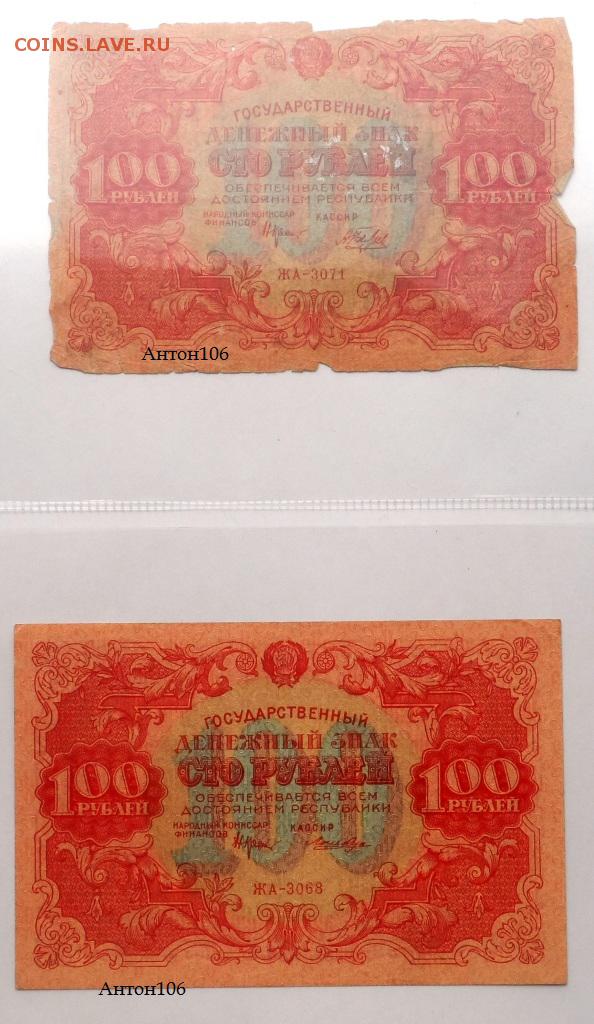 COINS.LAVE.RU
ГОСУДАРСТВЕННЫЙ
ДЕНЕЖНЫЙ ЗНАК
СТО РУБЛЕЙ
100 РУБЛЕЙ
100
100 РУБЛЕЙ
ОБЕСПЕЧИВАЕТСЯ ВСЕМ
ДОСТОЯНИЕМ РЕСПУБЛИКИ
НАРОДНЫЙ КОМИССАР
ФИНАНСОВ
КАССИР
ЖА-3071
Антон106
ГОСУДАРСТВЕННЫЙ
ДЕНЕЖНЫЙ ЗНАК
СТО РУБЛЕЙ
100 РУБЛЕЙ
100
100 РУБЛЕЙ
ОБЕСПЕЧИВАЕТСЯ ВСЕМ
ДОСТОЯНИЕМ РЕСПУБЛИКИ
НАРОДНЫЙ КОМИССАР
ФИНАНСОВ
КАССИР
ЖА-3068
Антон106